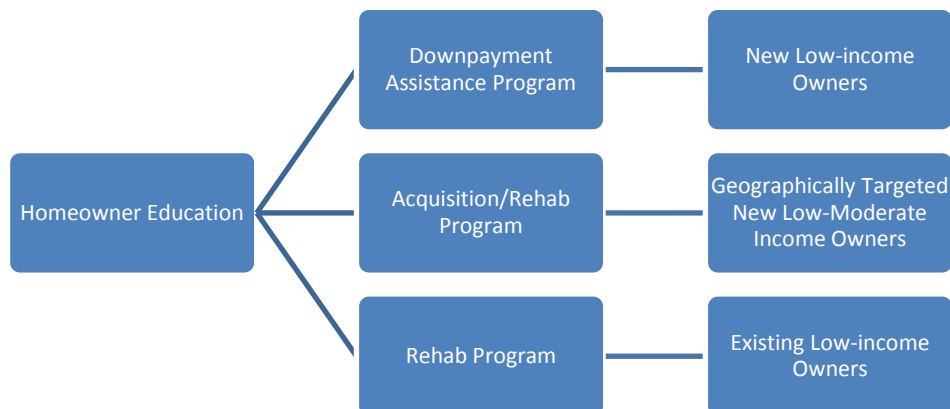 Downpayment
Assistance Program
New Low-income
Owners
Homeowner Education
Acquisition/Rehab
Program
Geographically Targeted
New Low-Moderate
Income Owners
Rehab Program
Existing Low-income
Owners